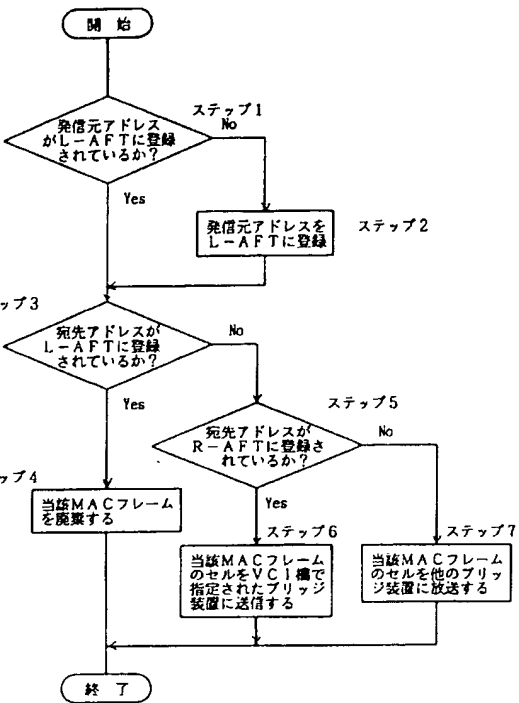 開 始
ステップ1
発信元アドレス
がL-AFTに登録
されているか?
No
Yes
発信元アドレスを
L-AFTに登録
ステップ2
ップ3
宛先アドレスが
L-AFTに登録
されているか?
No
Yes
ステップ5
宛先アドレスが
R-AFTに登録さ
れているか?
No
Yes
ップ4
当該MACフレーム
を廃棄する
ステップ6
当該MACフレーム
のセルをVCI欄で
指定されたブリッジ
装置に送信する
ステップ7
当該MACフレーム
のセルを他のブリッ
ジ装置に放送する
終 了